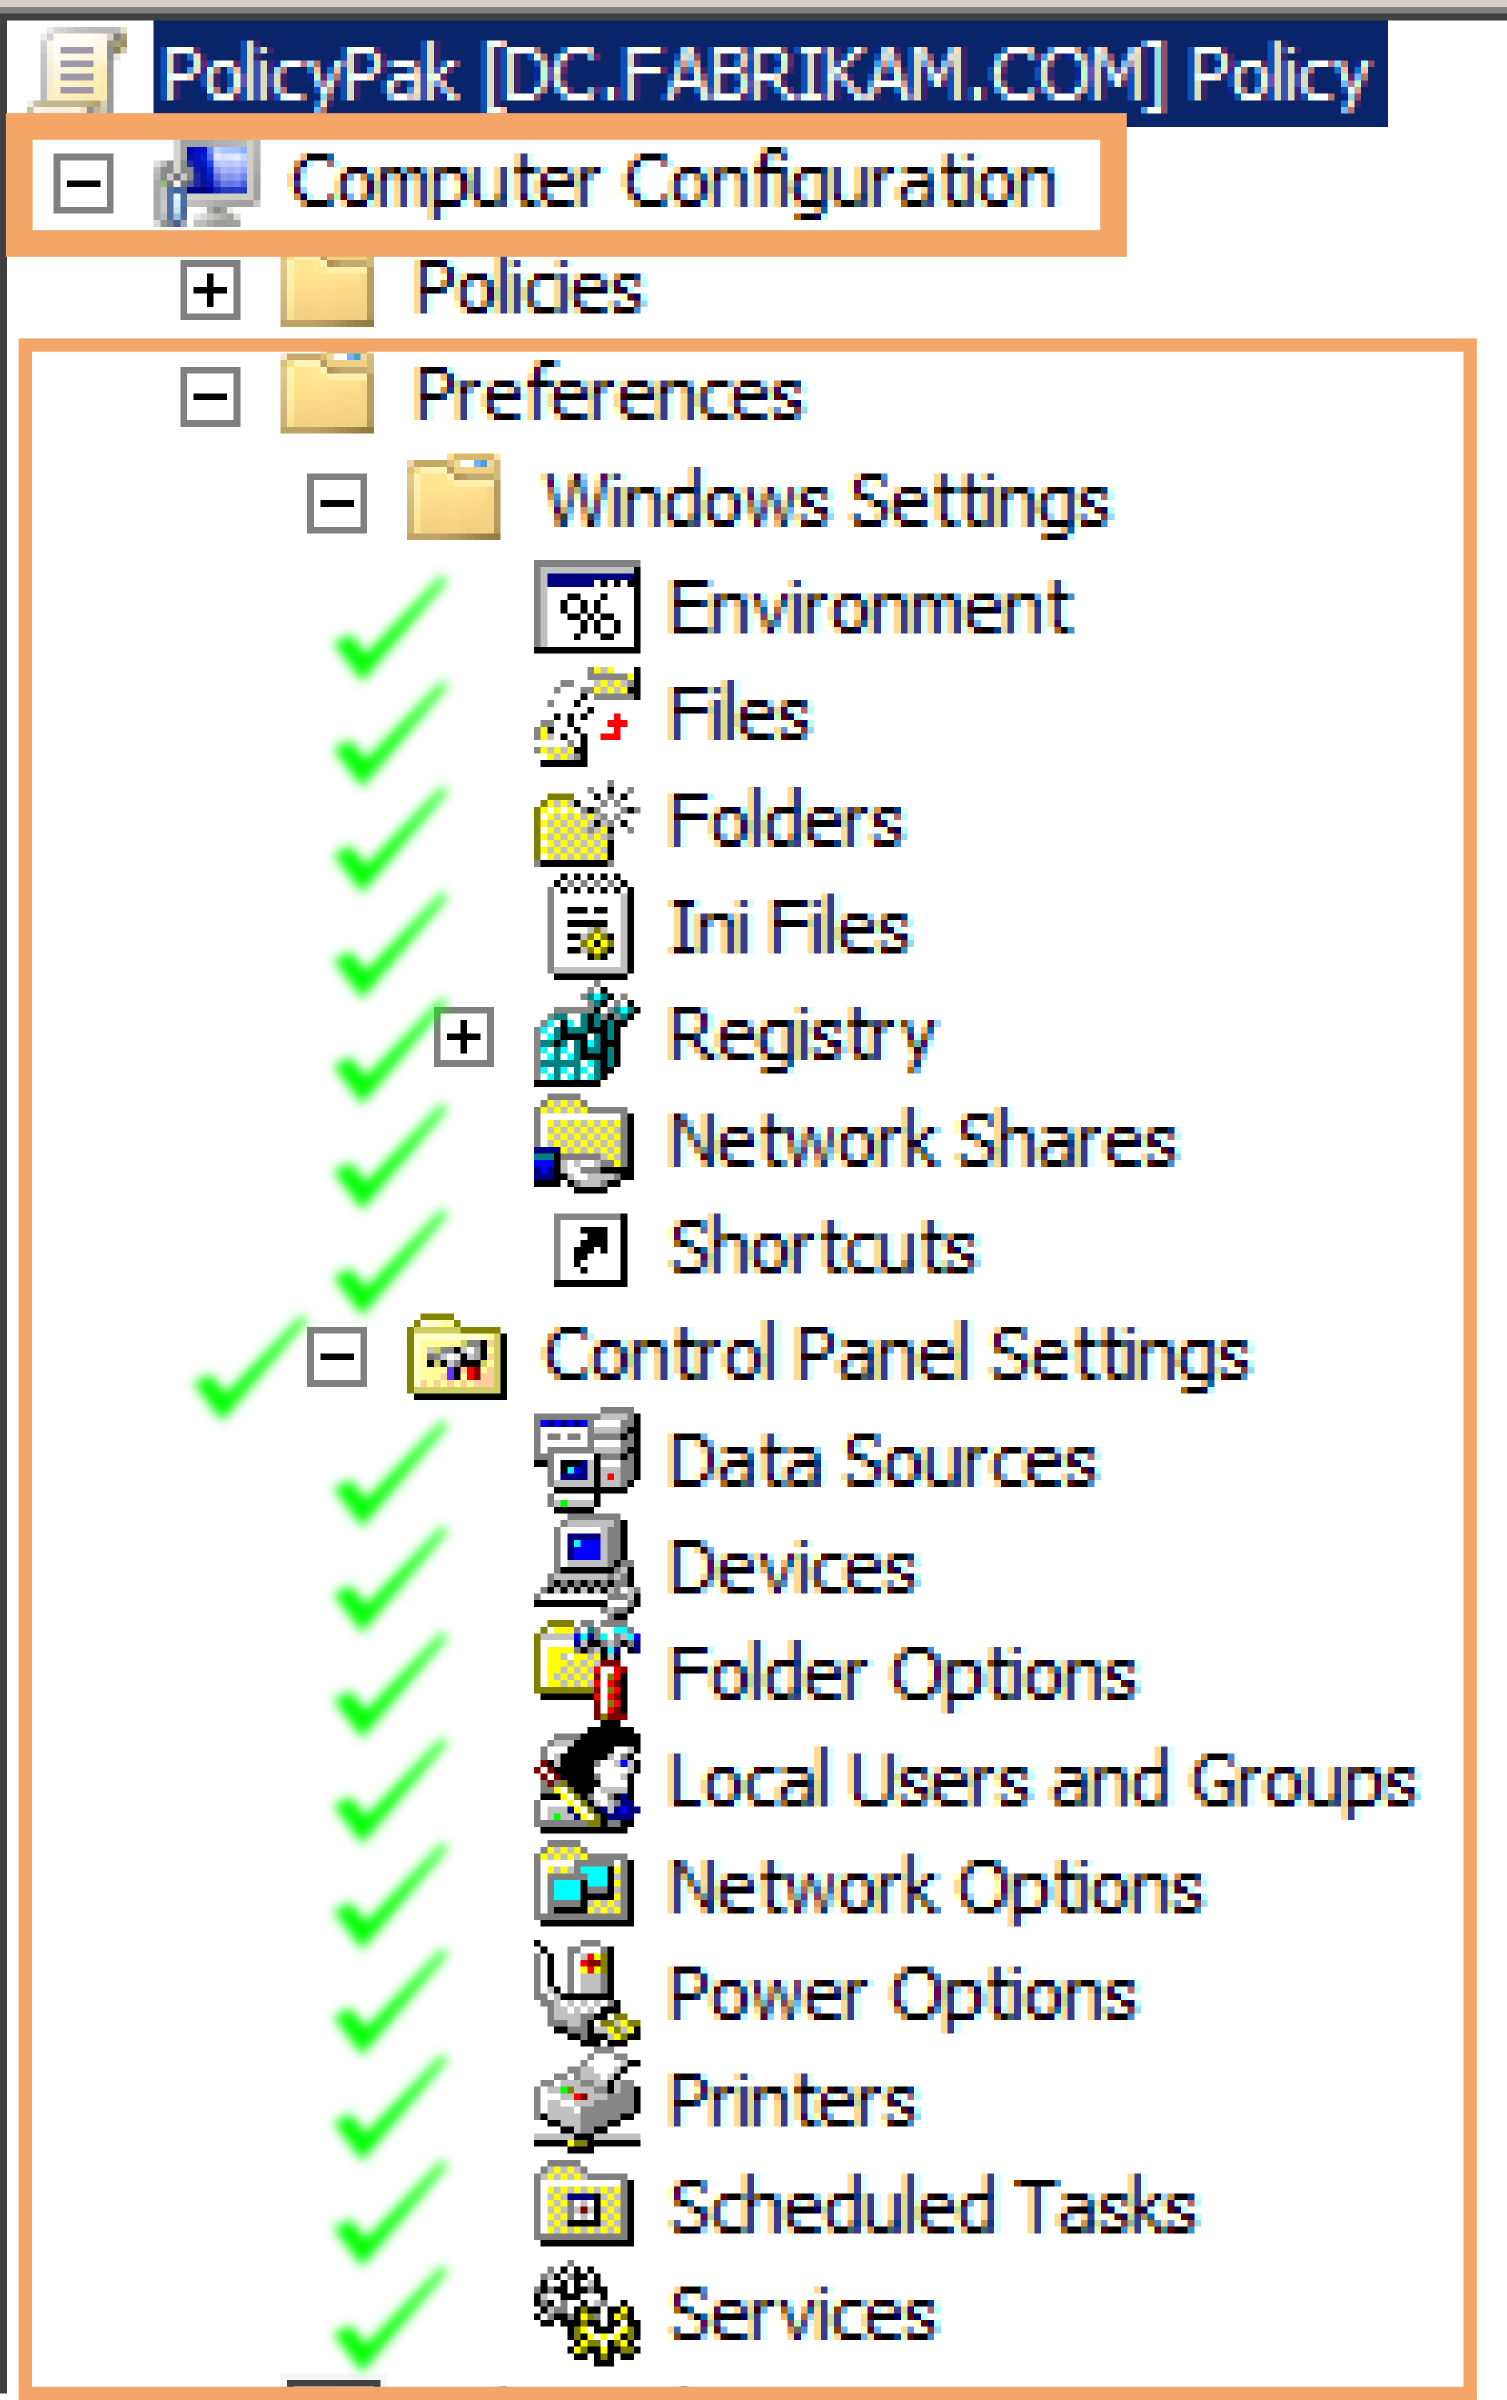 PolicyPak [DC.FABRIKAM.COM] Policy
Computer Configuration
Policies
Preferences
Windows Settings
Environment
Files
Folders
Ini Files
Registry
Network Shares
Shortcuts
Control Panel Settings
Data Sources
Devices
Folder Options
Local Users and Groups
Network Options
Power Options
Printers
Scheduled Tasks
Services